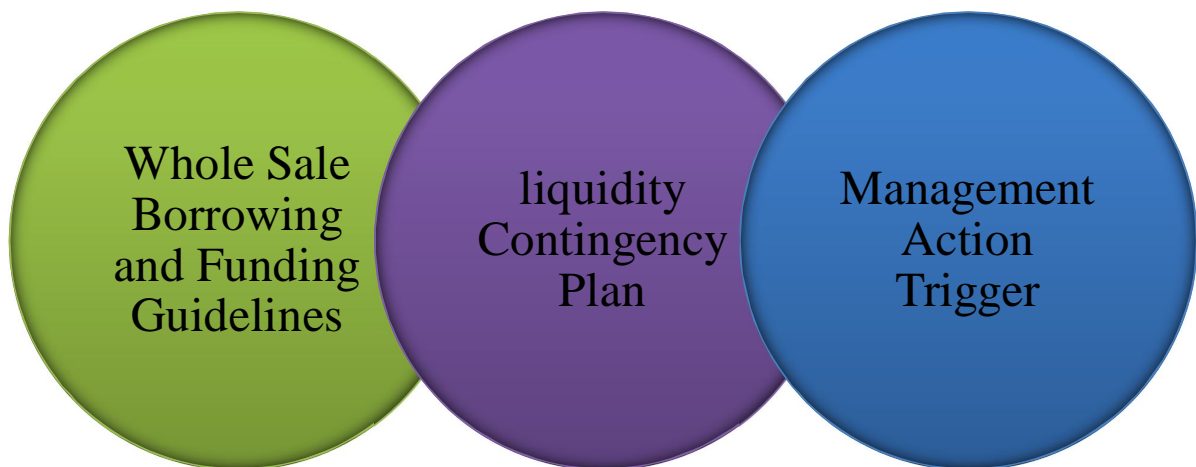 Whole Sale
Borrowing
and Funding
Guidelines
liquidity
Contingency
Plan
Management
Action
Trigger